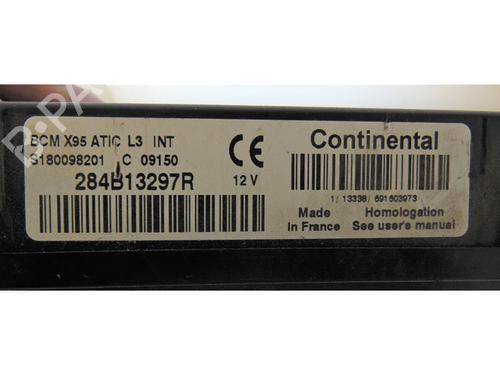 BCM X95 ATIC L3 INT
S180098201 C 09150
284B13297R
12 V
CE
Continental
1/ 13338/ 691603973
Made in France
Homologation
See user's manual
B-PARTS